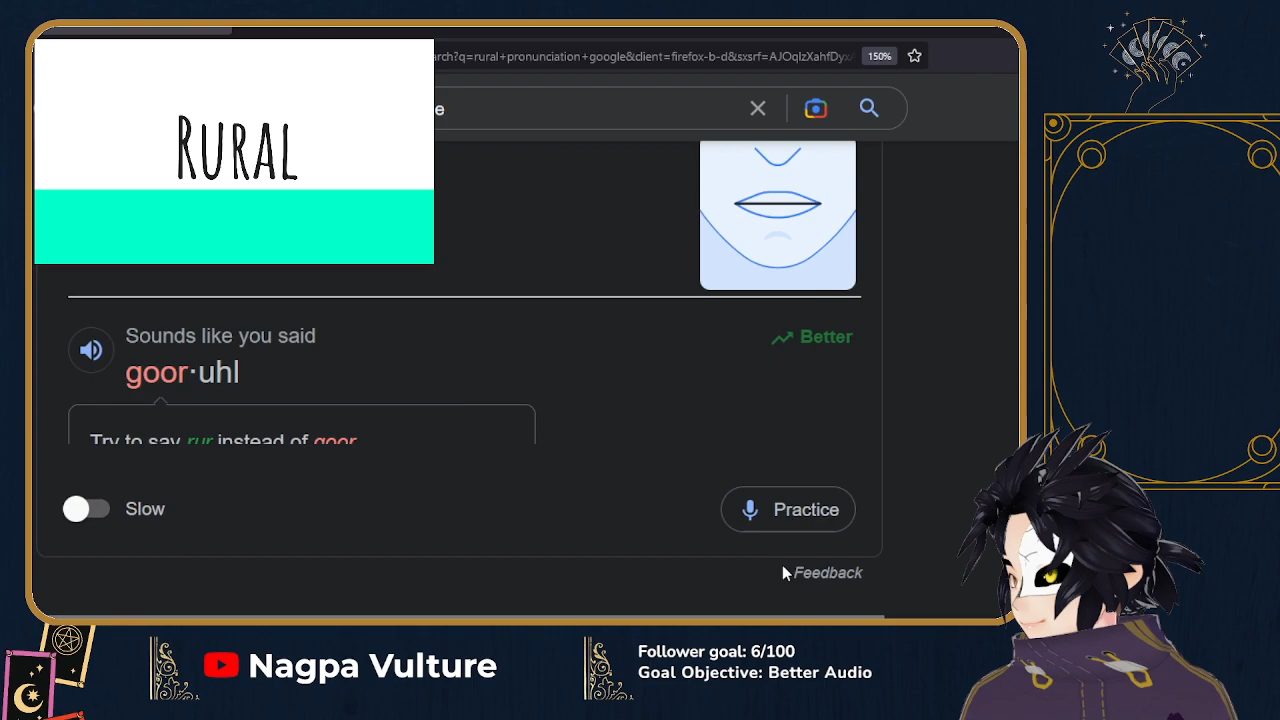 arch?q=rural+pronunciation+google&client=firefox-b-d&sxsrf=AJOqlzXahfDyx
150%
RURAL
e
Sounds like you said
Better
goor·uhl
Try to say rur instead of goor
Slow
Practice
Feedback
Nagpa Vulture
Follower goal: 6/100
Goal Objective: Better Audio